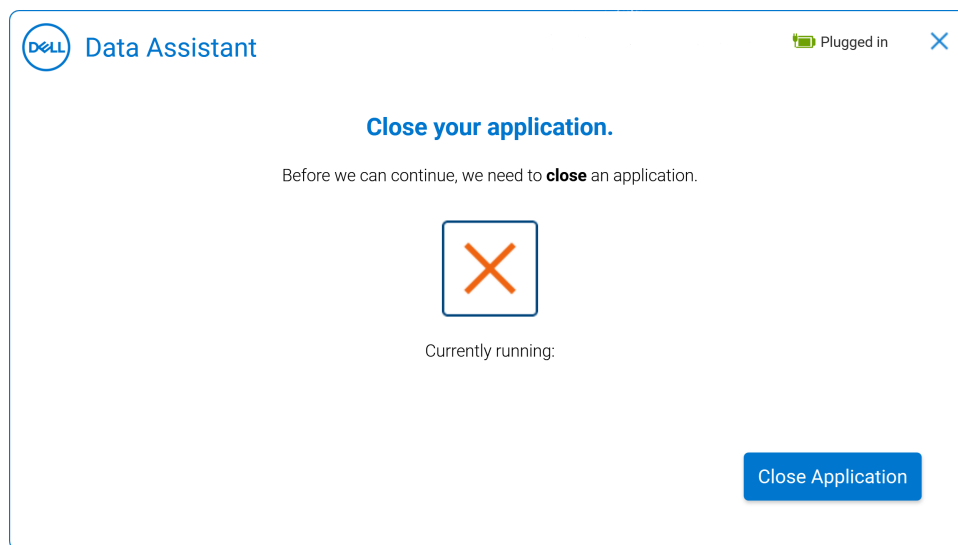 DELL
Data Assistant
Plugged in
Close your application.
Before we can continue, we need to close an application.
Currently running:
Close Application